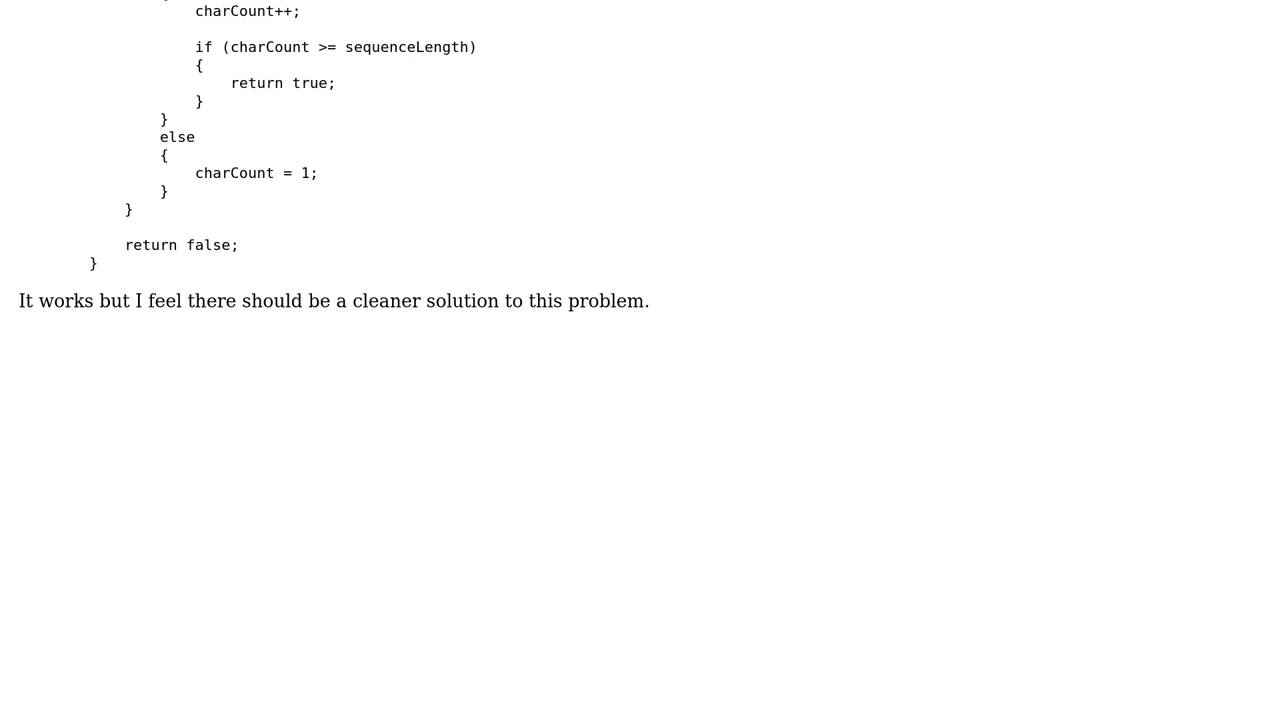 charCount++;
if (charCount >= sequenceLength)
{
return true;
}
}
else
{
charCount = 1;
}
}
return false;
}
It works but I feel there should be a cleaner solution to this problem.